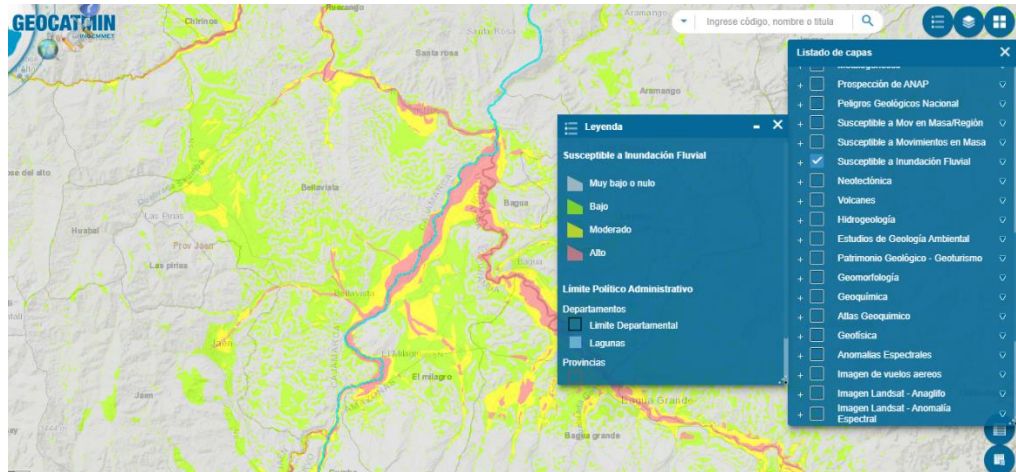 GEOCATMIN
INGEMMET
Ingrese código, nombre o titula
Chirinos
Aramango
Santa Rosa
Santa rosa
Aramango
Bellavista
Bagua
Las Pirias
Huabal
Prov Jaen
Las pirias
Bagua
Bellavista
Jaén
El Milagro
El milagro
Jaen
Bagua Grande
Bagua grande
Leyenda
Susceptible a Inundación Fluvial
Muy bajo o nulo
Bajo
Moderado
Alto
Límite Político Administrativo
Departamentos
Limite Departamental
Lagunas
Provincias
Listado de capas
Prospección de ANAP
Peligros Geológicos Nacional
Susceptible a Mov en Masa/Región
Susceptible a Movimientos en Masa
Susceptible a Inundación Fluvial
Neotectónica
Volcanes
Hidrogeología
Estudios de Geología Ambiental
Patrimonio Geológico - Geoturismo
Geomorfología
Geoquímica
Atlas Geoquimico
Geofísica
Anomalías Espectrales
Imagen de vuelos aereos
Imagen Landsat - Anaglifo
Imagen Landsat - Anomalía
Espectral